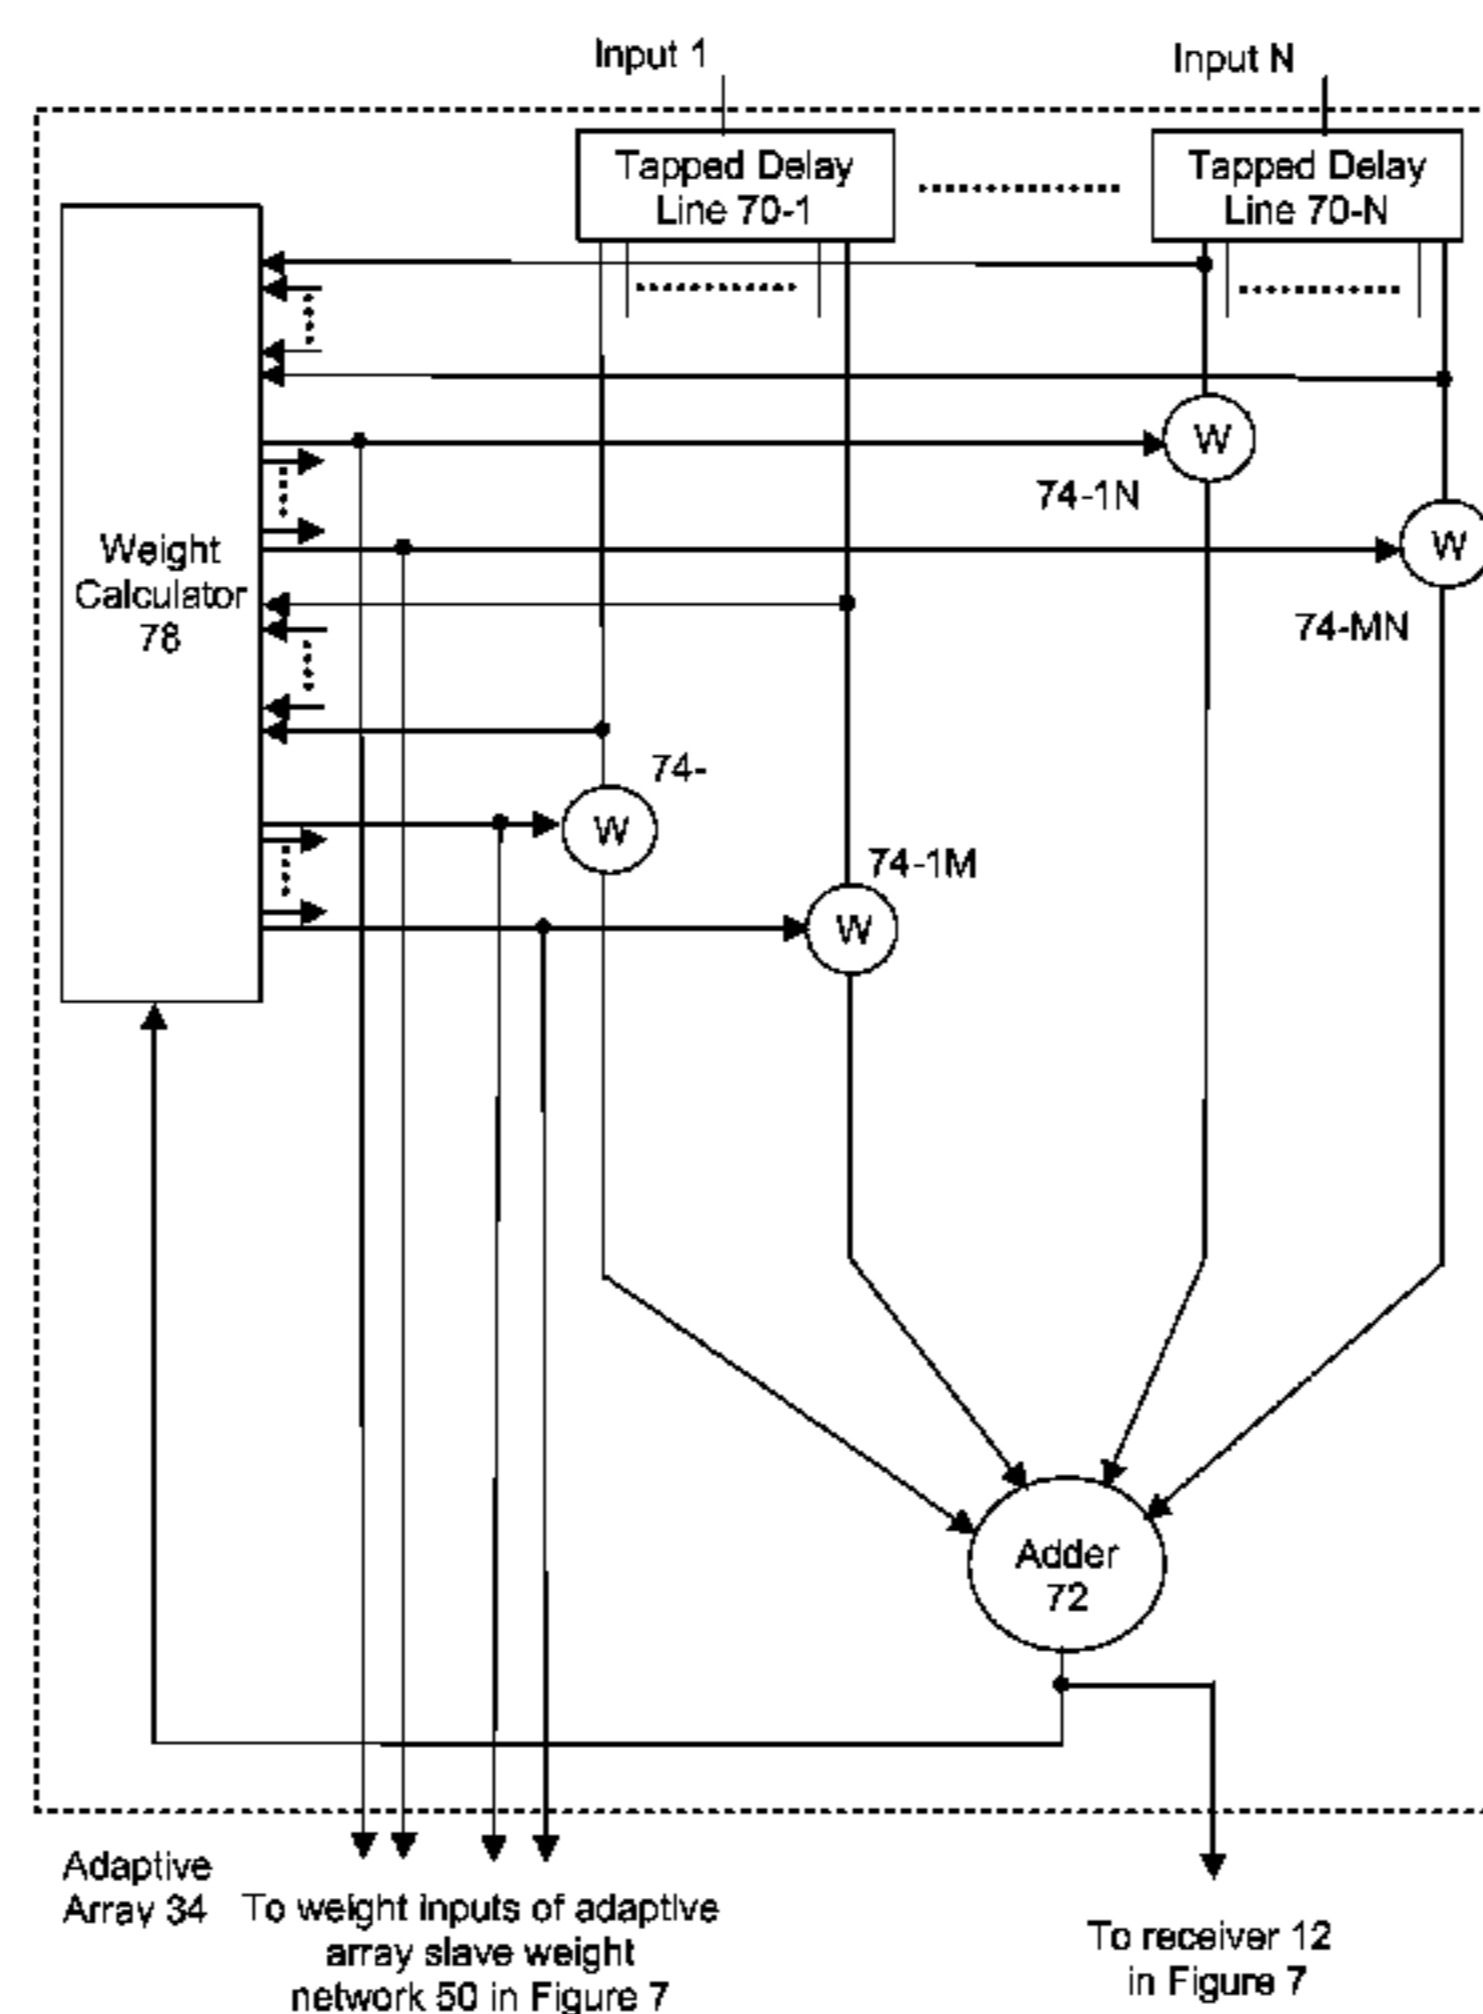 Input 1
Input N
Tapped Delay
Line 70-1
Tapped Delay
Line 70-N
W
74-1N
W
74-MN
Weight
Calculator
78
74-
W
74-1M
W
Adder
72
Adaptive
Array 34
To weight inputs of adaptive
array slave weight
network 50 in Figure 7
To receiver 12
in Figure 7